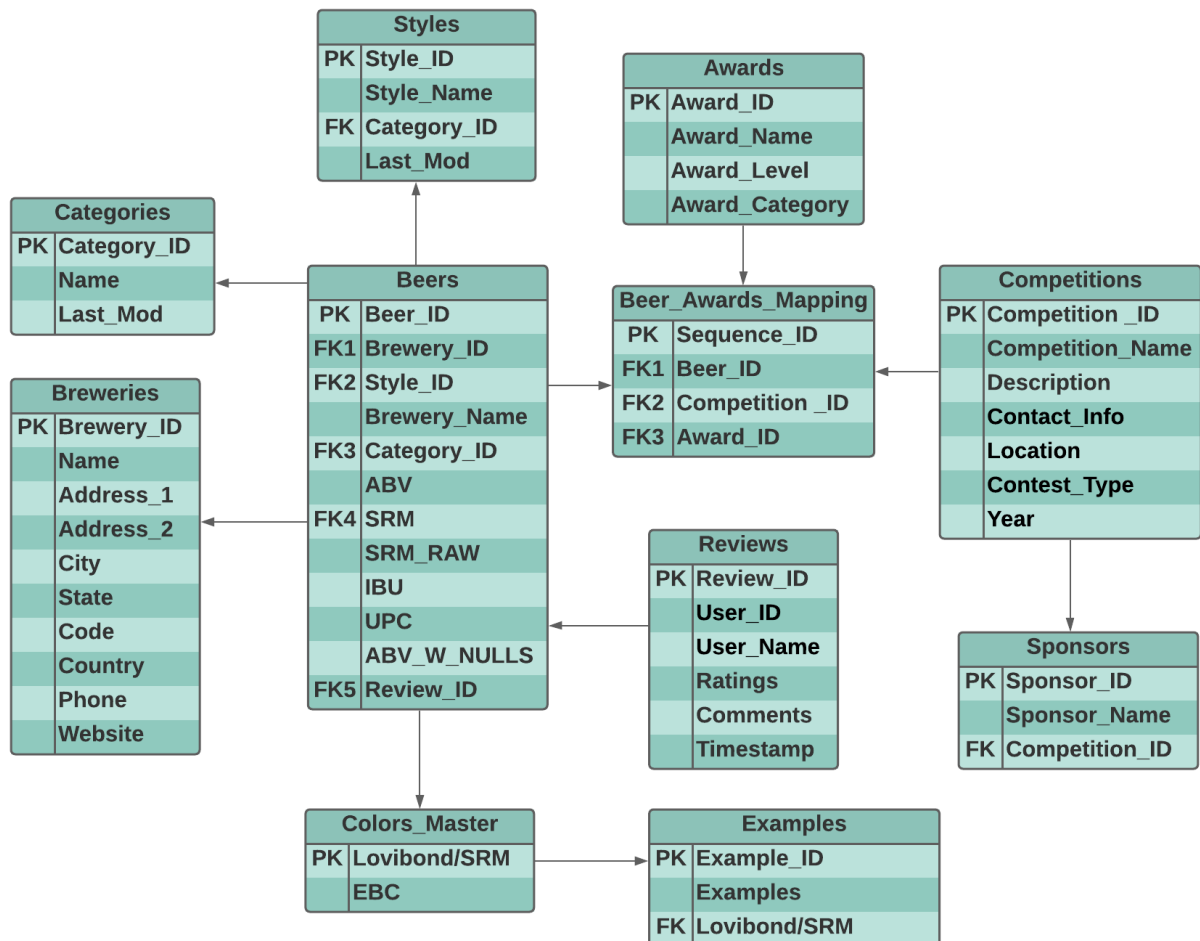 Styles
PK Style_ID
Style_Name
FK Category_ID
Last_Mod
Awards
PK Award_ID
Award_Name
Award_Level
Award_Category
Categories
PK Category_ID
Name
Last_Mod
Beers
PK Beer_ID
FK1 Brewery_ID
FK2 Style_ID
Brewery_Name
FK3 Category_ID
ABV
FK4 SRM
SRM_RAW
IBU
UPC
ABV_W_NULLS
FK5 Review_ID
Beer_Awards_Mapping
PK Sequence_ID
FK1 Beer_ID
FK2 Competition _ID
FK3 Award_ID
Competitions
PK Competition _ID
Competition_Name
Description
Contact_Info
Location
Contest_Type
Year
Breweries
PK Brewery_ID
Name
Address_1
Address_2
City
State
Code
Country
Phone
Website
Reviews
PK Review_ID
User_ID
User_Name
Ratings
Comments
Timestamp
Sponsors
PK Sponsor_ID
Sponsor_Name
FK Competition_ID
Colors_Master
PK Lovibond/SRM
EBC
Examples
PK Example_ID
Examples
FK Lovibond/SRM